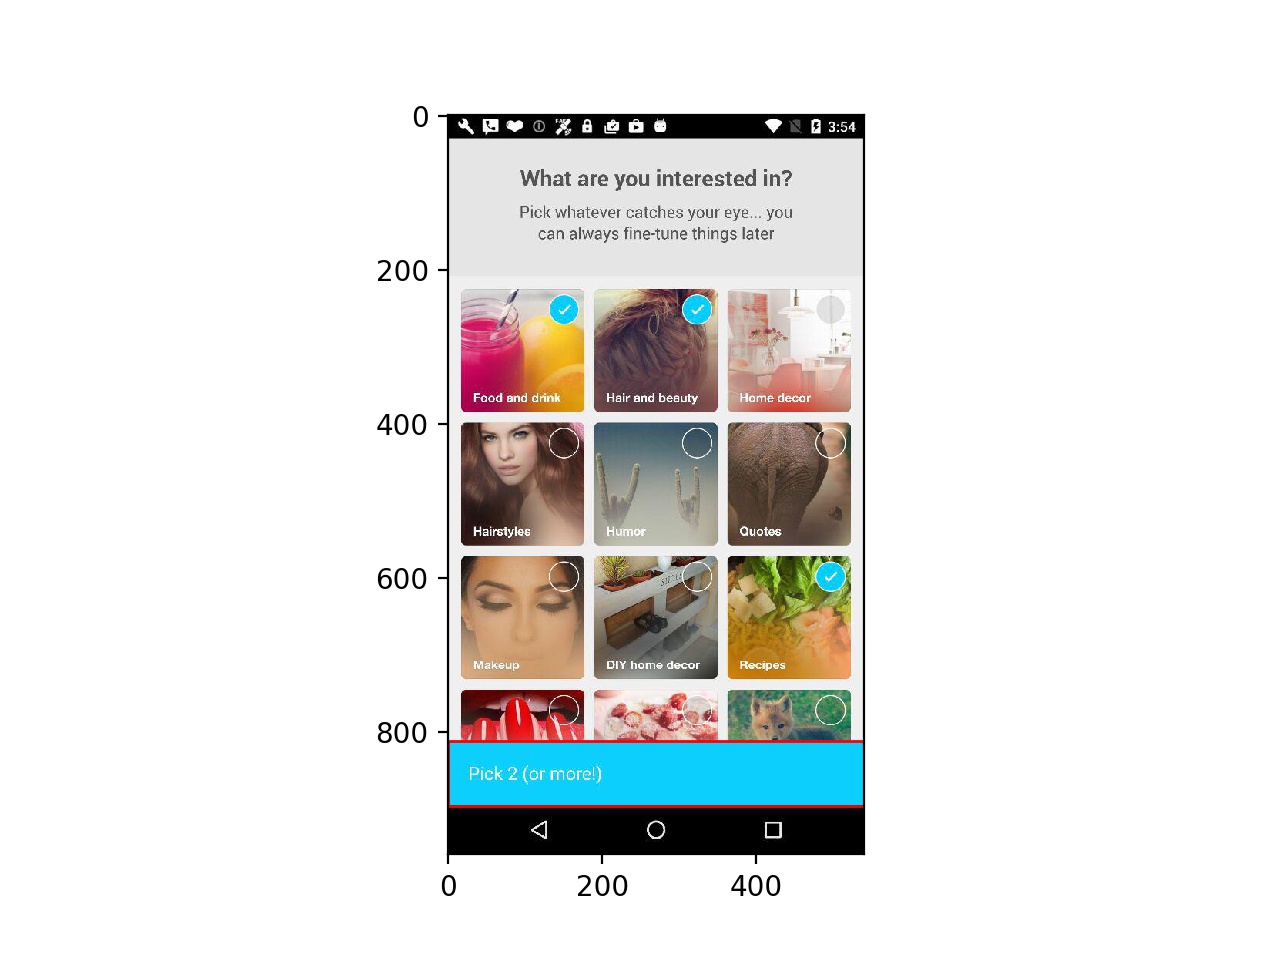 0
200
400
600
800
0
200
400
3:54
What are you interested in?
Pick whatever catches your eye... you
can always fine-tune things later
Food and drink
Hair and beauty
Home decor
Hairstyles
Humor
Quotes
Makeup
DIY home decor
Recipes
Pick 2 (or more!)